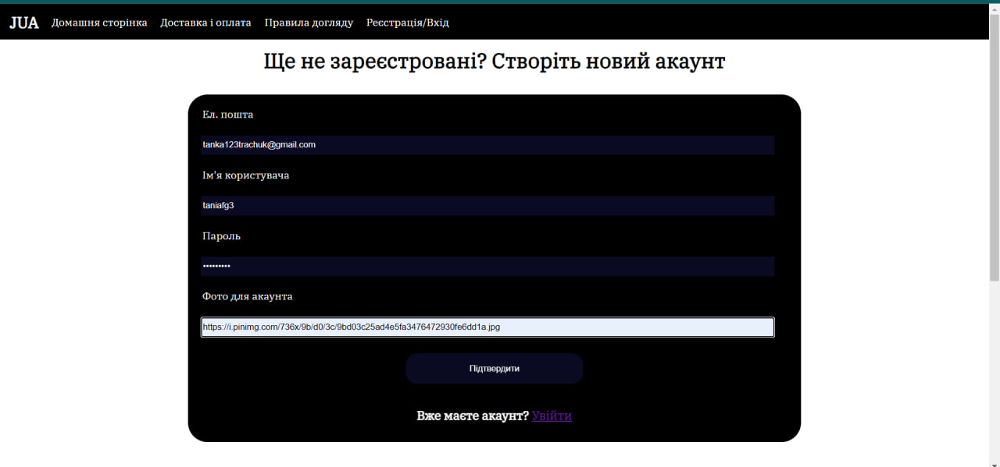 JUA Домашня сторінка Доставка і оплата Правила догляду Реєстрація/Вхід
Ще не зареєстровані? Створіть новий акаунт
Ел. пошта
tanka123trachuk@gmail.com
Ім'я користувача
taniafg3
Пароль
•••••••••
Фото для акаунта
https://i.pinimg.com/736x/9b/d0/3c/9bd03c25ad4e5fa3476472930fe6dd1a.jpg
Підтвердити
Вже маєте акаунт? Увійти